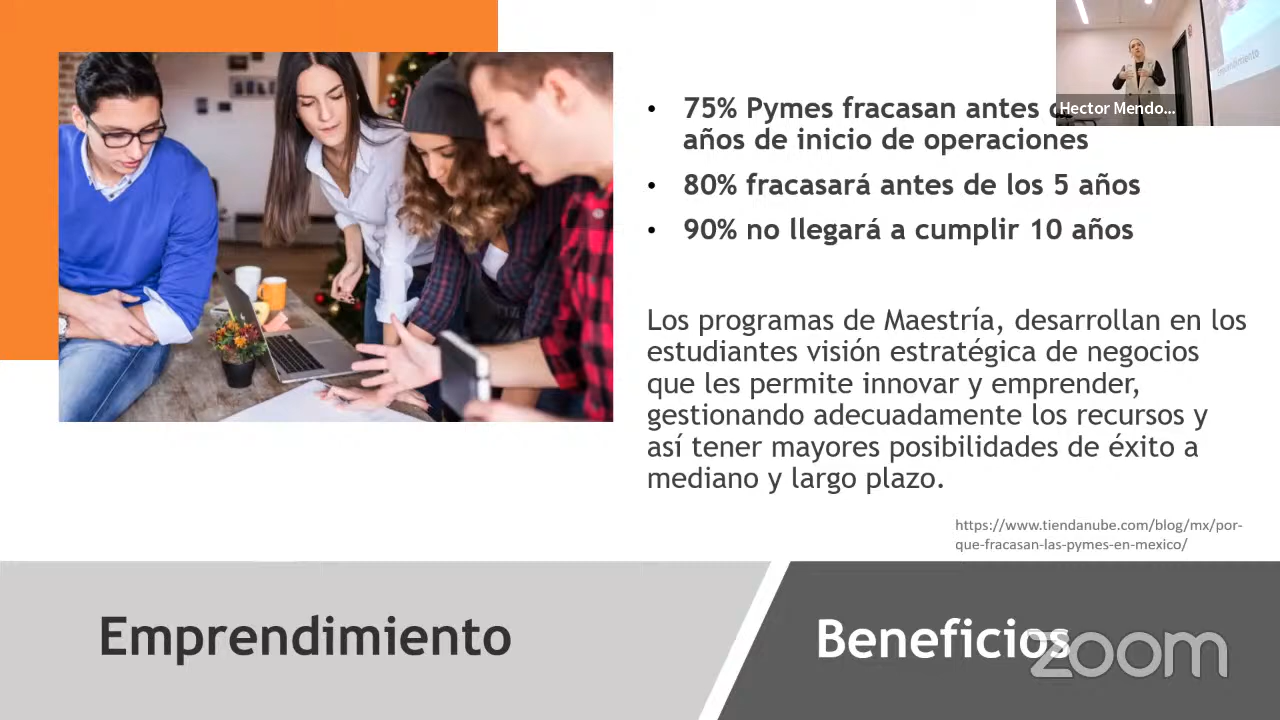 • 75% Pymes fracasan antes
años de inicio de operaciones
• 80% fracasará antes de los 5 años
• 90% no llegará a cumplir 10 años
Los programas de Maestría, desarrollan en los
estudiantes visión estratégica de negocios
que les permite innovar y emprender,
gestionando adecuadamente los recursos y
así tener mayores posibilidades de éxito a
mediano y largo plazo.
https://www.tiendanube.com/blog/mx/por-
que-fracasan-las-pymes-en-mexico/
Emprendimiento
Beneficios
zoom
Hector Mendo...